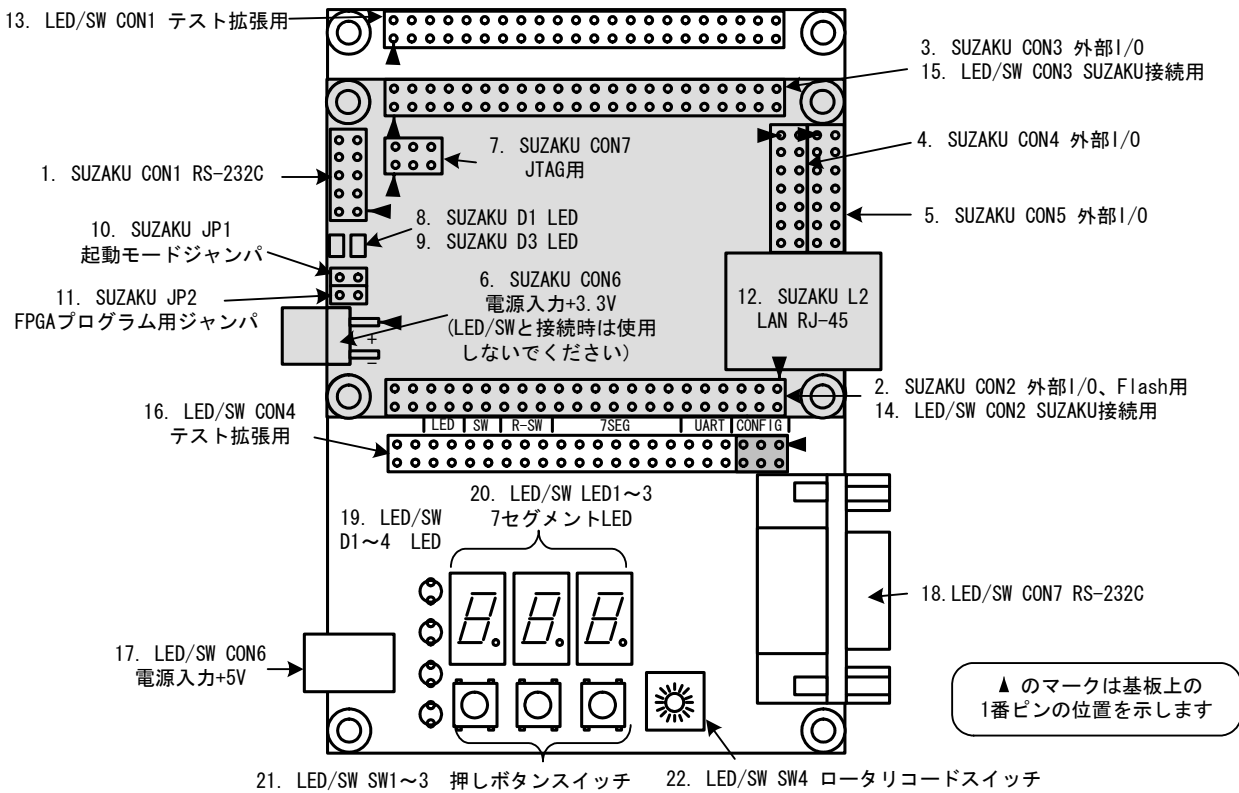 13. LED/SW CON1 テスト拡張用
3. SUZAKU CON3 外部I/O
15. LED/SW CON3 SUZAKU接続用
7. SUZAKU CON7
JTAG用
4. SUZAKU CON4 外部I/O
1. SUZAKU CON1 RS-232C
5. SUZAKU CON5 外部I/O
8. SUZAKU D1 LED
9. SUZAKU D3 LED
10. SUZAKU JP1
起動モードジャンパ
6. SUZAKU CON6
電源入力+3.3V
(LED/SWと接続時は使用
しないでください)
11. SUZAKU JP2
FPGAプログラム用ジャンパ
12. SUZAKU L2
LAN RJ-45
+
−
2. SUZAKU CON2 外部I/O、Flash用
14. LED/SW CON2 SUZAKU接続用
16. LED/SW CON4
テスト拡張用
LED SW R-SW 7SEG UART CONFIG
20. LED/SW LED1～3
7セグメントLED
19. LED/SW
D1～4 LED
18.LED/SW CON7 RS-232C
17. LED/SW CON6
電源入力+5V
▲ のマークは基板上の
1番ピンの位置を示します
21. LED/SW SW1～3 押しボタンスイッチ
22. LED/SW SW4 ロータリコードスイッチ